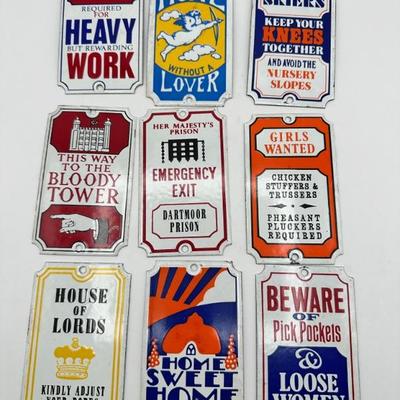 REQUIRED FOR
HEAVY
BUT REWARDING
WORK
WITHOUT A
LOVER
SKIERS
KEEP YOUR
KNEES
TOGETHER
AND AVOID THE
NURSERY
SLOPES
THIS WAY TO THE
BLOODY
TOWER
HER MAJESTY'S
PRISON
EMERGENCY
EXIT
DARTMOOR
PRISON
GIRLS
WANTED
CHICKEN
STUFFERS &
TRUSSERS
PHEASANT
PLUCKERS
REQUIRED
HOUSE
OF
LORDS
KINDLY ADJUST
YOUR ROBES
HOME
SWEET
HOME
BEWARE
OF
Pick Pockets
&
LOOSE
WOMEN